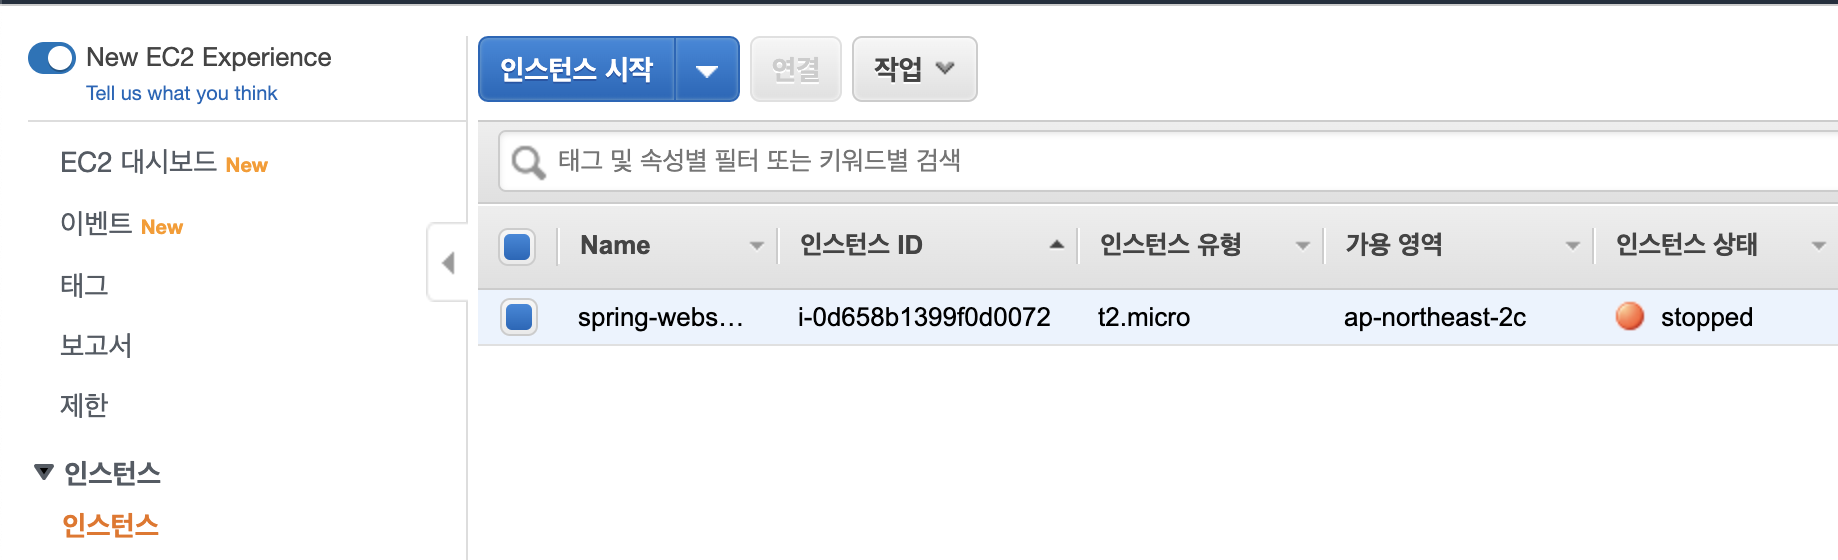 New EC2 Experience
Tell us what you think
EC2 대시보드 New
이벤트 New
태그
보고서
제한
인스턴스
인스턴스
인스턴스 시작 연결 작업
태그 및 속성별 필터 또는 키워드별 검색
Name 인스턴스 ID 인스턴스 유형 가용 영역 인스턴스 상태
spring-webs... i-0d658b1399f0d0072 t2.micro ap-northeast-2c stopped